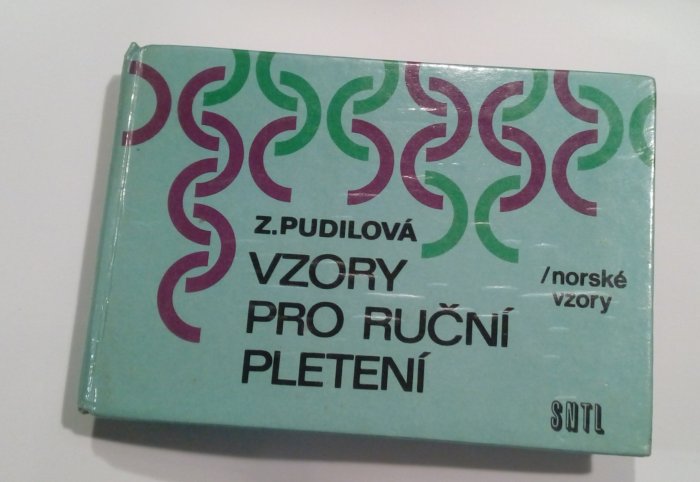 Z.PUDILOVÁ
VZORY
PRO RUČNÍ
PLETENÍ
/norské
vzory
SNTL